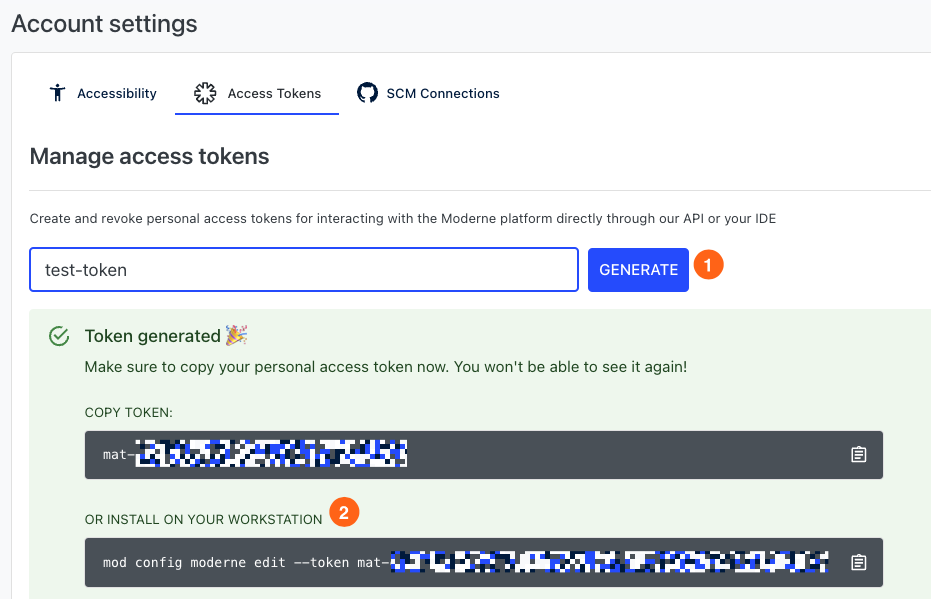 Account settings
Accessibility Access Tokens SCM Connections
Manage access tokens
Create and revoke personal access tokens for interacting with the Moderne platform directly through our API or your IDE
test-token GENERATE 1
Token generated 🎉
Make sure to copy your personal access token now. You won't be able to see it again!
COPY TOKEN:
mat-
OR INSTALL ON YOUR WORKSTATION 2
mod config moderne edit --token mat-